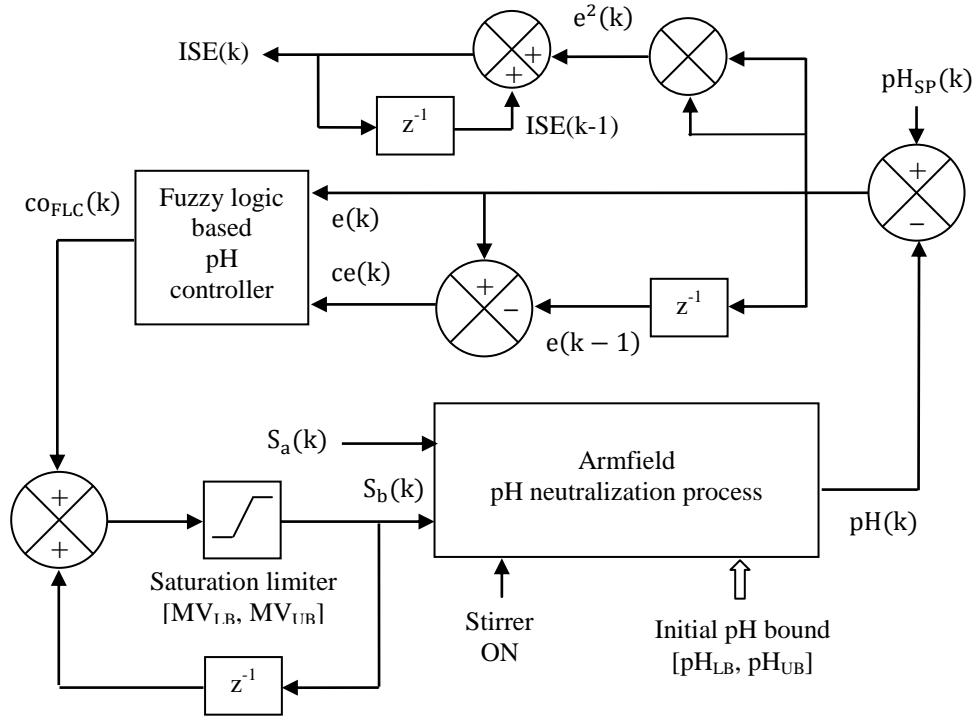 e²(k)
ISE(k)
+
+
pH_SP(k)
z⁻¹
ISE(k-1)
+
−
co_FLC(k)
Fuzzy logic
based
pH
controller
e(k)
ce(k)
+
−
z⁻¹
e(k − 1)
S_a(k)
Armfield
pH neutralization process
S_b(k)
+
+
pH(k)
Saturation limiter
[MV_LB, MV_UB]
Stirrer
ON
Initial pH bound
[pH_LB, pH_UB]
z⁻¹